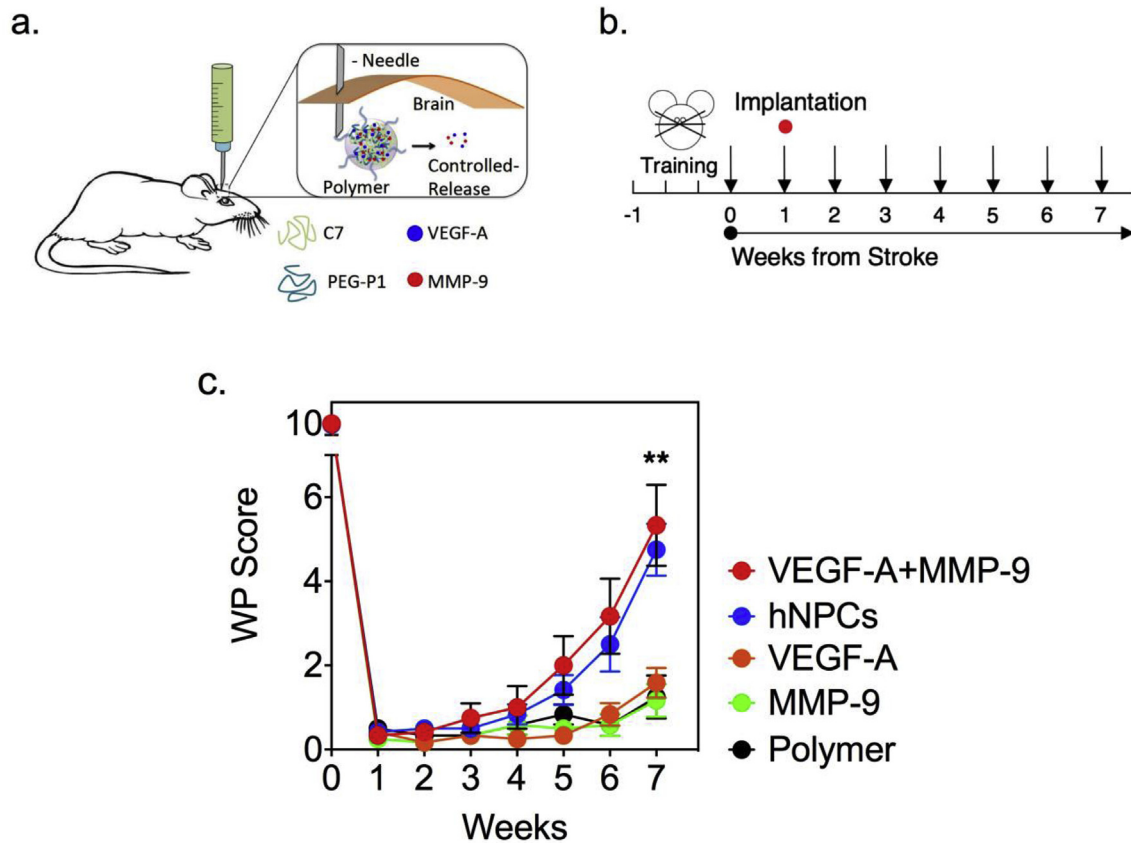 a.
- Needle
Brain
Polymer
Controlled-
Release
C7
VEGF-A
PEG-P1
MMP-9
b.
Implantation
Training
-1 0 1 2 3 4 5 6 7
Weeks from Stroke
c.
**
10
6
4
2
0
WP Score
0 1 2 3 4 5 6 7
Weeks
VEGF-A+MMP-9
hNPCs
VEGF-A
MMP-9
Polymer